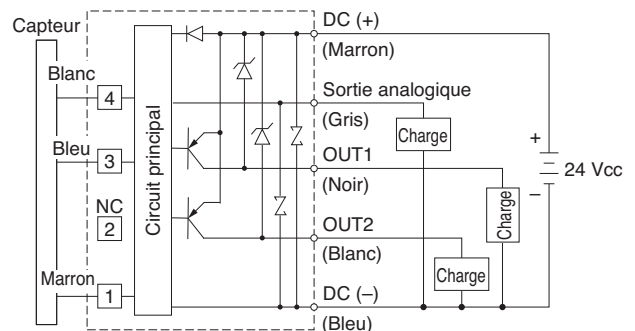 Capteur
DC (+)
(Marron)
Blanc
4
Sortie analogique
(Gris)
Charge
Circuit principal
Bleu
3
OUT1
(Noir)
+
24 Vcc
–
Charge
NC
2
OUT2
(Blanc)
Charge
Marron
1
DC (–)
(Bleu)